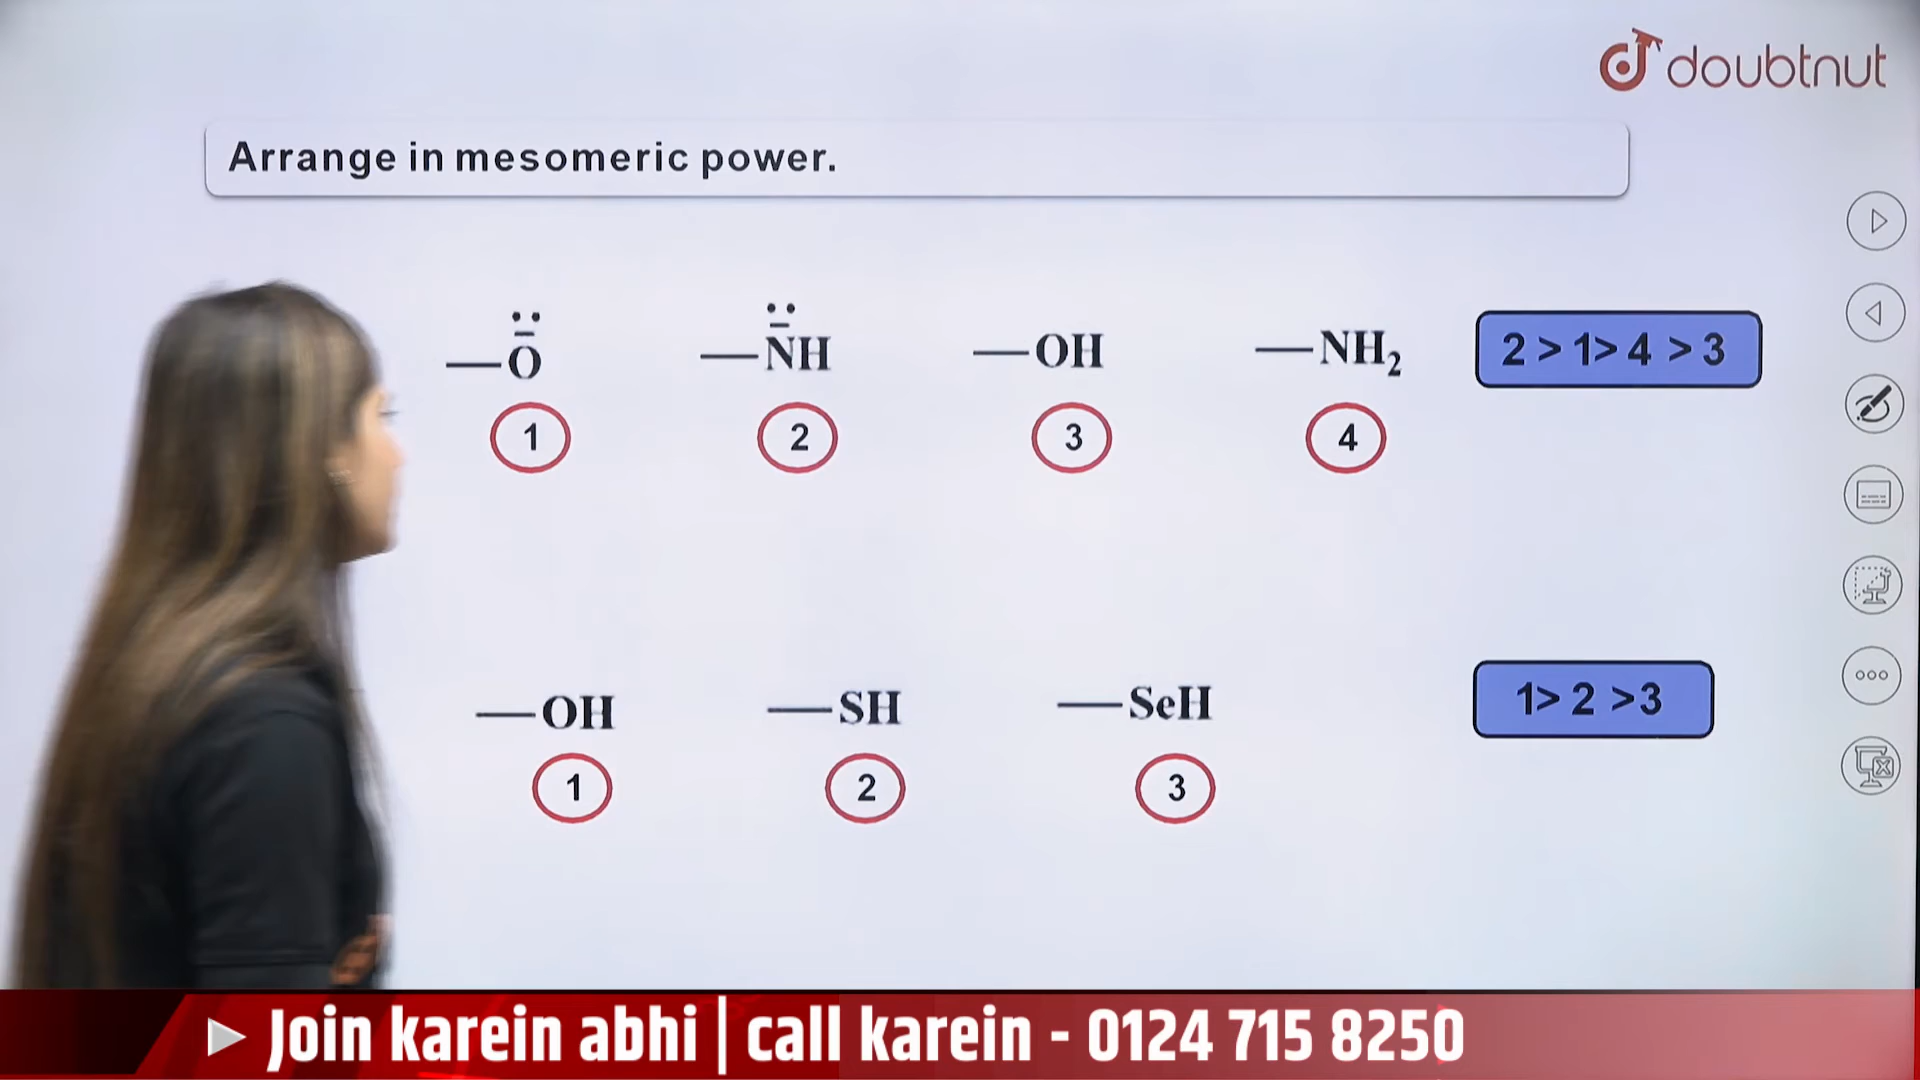 doubtnut
Arrange in mesomeric power.
—Ȫ —N̈̄H —OH —NH₂ 2 > 1> 4 > 3
1 2 3 4
—OH —SH —SeH 1> 2 >3
1 2 3
Join karein abhi | call karein - 0124 715 8250